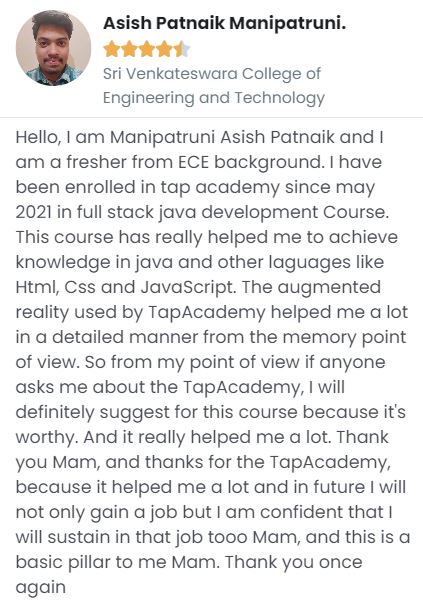 Asish Patnaik Manipatruni.
Sri Venkateswara College of
Engineering and Technology
Hello, I am Manipatruni Asish Patnaik and I
am a fresher from ECE background. I have
been enrolled in tap academy since may
2021 in full stack java development Course.
This course has really helped me to achieve
knowledge in java and other laguages like
Html, Css and JavaScript. The augmented
reality used by TapAcademy helped me a lot
in a detailed manner from the memory point
of view. So from my point of view if anyone
asks me about the TapAcademy, I will
definitely suggest for this course because it's
worthy. And it really helped me a lot. Thank
you Mam, and thanks for the TapAcademy,
because it helped me a lot and in future I will
not only gain a job but I am confident that I
will sustain in that job tooo Mam, and this is a
basic pillar to me Mam. Thank you once
again